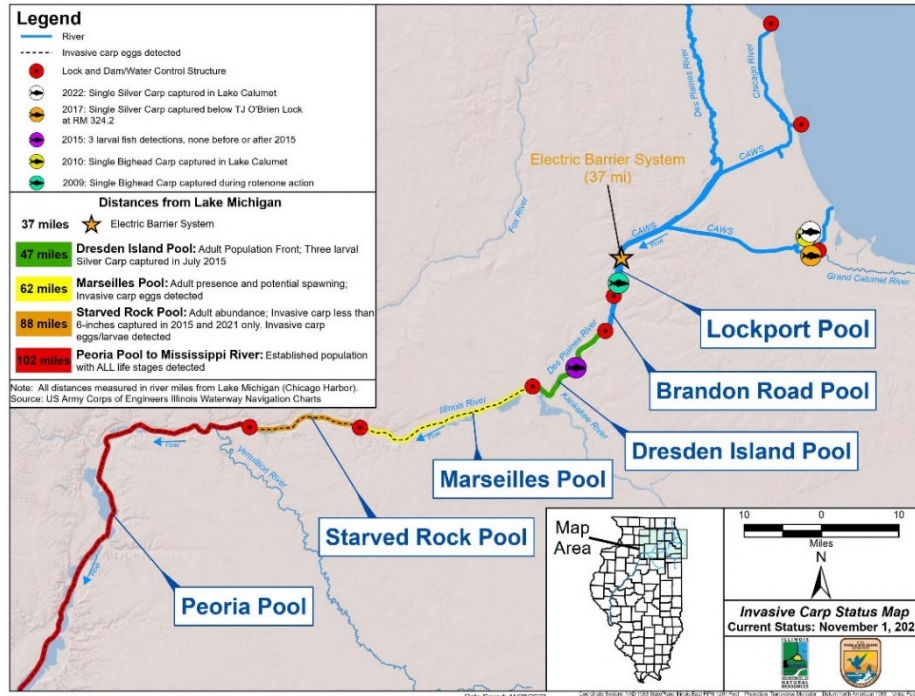 Legend
River
Invasive carp eggs detected
Lock and Dam/Water Control Structure
2022: Single Silver Carp captured in Lake Calumet
2017: Single Silver Carp captured below TJ O'Brien Lock
at RM 324.2
2015: 3 larval fish detections, none before or after 2015
2010: Single Bighead Carp captured in Lake Calumet
2009: Single Bighead Carp captured during rotenone action
Distances from Lake Michigan
37 miles Electric Barrier System
47 miles Dresden Island Pool: Adult Population Front; Three larval
Silver Carp captured in July 2015
62 miles Marseilles Pool: Adult presence and potential spawning;
Invasive carp eggs detected
88 miles Starved Rock Pool: Adult abundance; Invasive carp less than
6-inches captured in 2015 and 2021 only. Invasive carp
eggs/larvae detected
102 miles Peoria Pool to Mississippi River: Established population
with ALL life stages detected
Note: All distances measured in river miles from Lake Michigan (Chicago Harbor).
Source: US Army Corps of Engineers Illinois Waterway Navigation Charts
Des Plaines River
Chicago River
CAWS
Electric Barrier System
(37 mi)
Fox River
Flow
CAWS
Grand Calumet River
Lockport Pool
Des Plaines River
Brandon Road Pool
Kankakee River
Dresden Island Pool
Illinois River
Flow
Marseilles Pool
Flow
Vermilion River
Starved Rock Pool
Flow
Peoria Pool
Map
Area
10 0 10
Miles
N
Invasive Carp Status Map
Current Status: November 1, 202
ILLINOIS
DEPARTMENT OF
NATURAL
RESOURCES